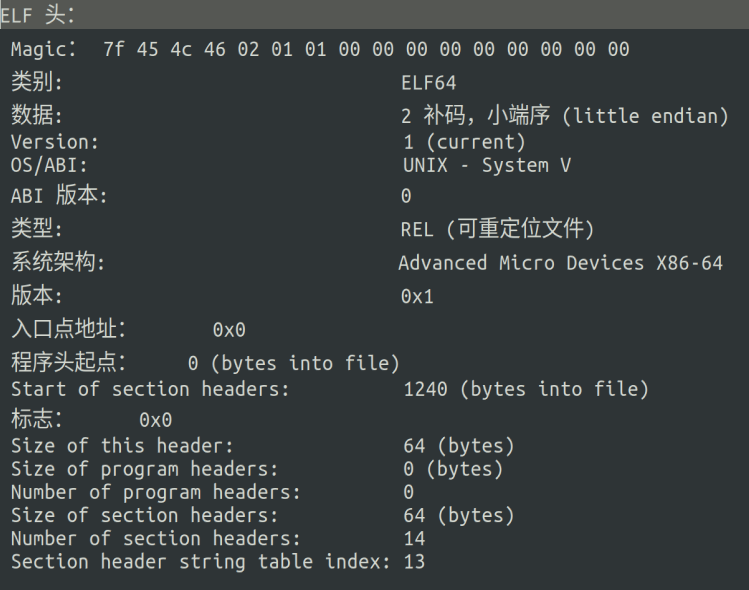 ELF 头：
Magic： 7f 45 4c 46 02 01 01 00 00 00 00 00 00 00 00 00
类别: ELF64
数据: 2 补码，小端序 (little endian)
Version: 1 (current)
OS/ABI: UNIX - System V
ABI 版本: 0
类型: REL (可重定位文件)
系统架构: Advanced Micro Devices X86-64
版本: 0x1
入口点地址： 0x0
程序头起点： 0 (bytes into file)
Start of section headers: 1240 (bytes into file)
标志： 0x0
Size of this header: 64 (bytes)
Size of program headers: 0 (bytes)
Number of program headers: 0
Size of section headers: 64 (bytes)
Number of section headers: 14
Section header string table index: 13